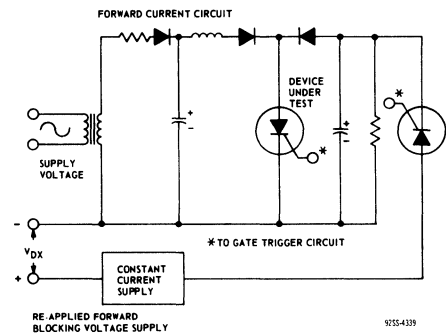 FORWARD CURRENT CIRCUIT
DEVICE
UNDER
TEST
*
+
−
+
−
*
SUPPLY
VOLTAGE
−
* TO GATE TRIGGER CIRCUIT
VDX
+
CONSTANT
CURRENT
SUPPLY
RE-APPLIED FORWARD
BLOCKING VOLTAGE SUPPLY
92SS-4339